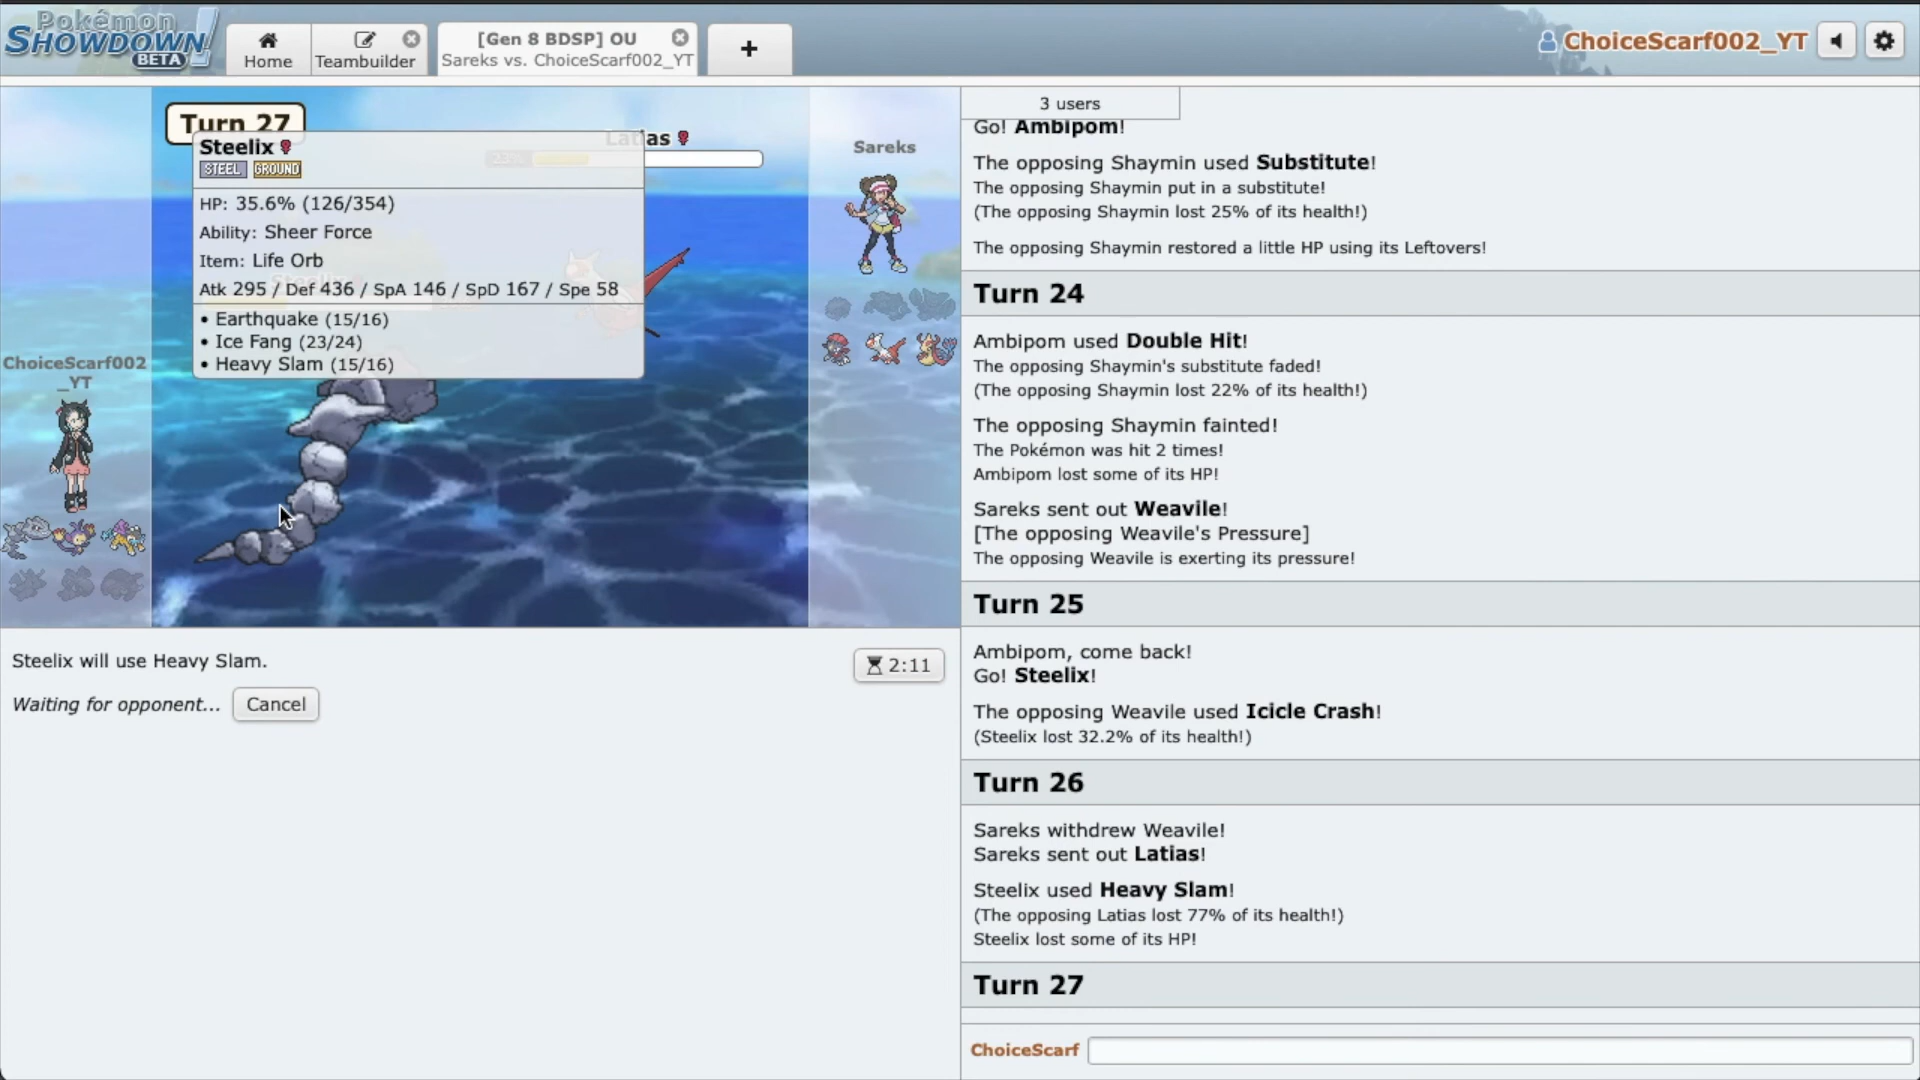 Pokémon
SHOWDOWN!
BETA
Home
Teambuilder
[Gen 8 BDSP] OU
Sareks vs. ChoiceScarf002_YT
+
ChoiceScarf002_YT
Turn 27
Latias
23%
Steelix
STEEL GROUND
HP: 35.6% (126/354)
Ability: Sheer Force
Item: Life Orb
Atk 295 / Def 436 / SpA 146 / SpD 167 / Spe 58
• Earthquake (15/16)
• Ice Fang (23/24)
• Heavy Slam (15/16)
Sareks
ChoiceScarf002
_YT
Steelix will use Heavy Slam.
2:11
Waiting for opponent...
Cancel
3 users
Go! Ambipom!
The opposing Shaymin used Substitute!
The opposing Shaymin put in a substitute!
(The opposing Shaymin lost 25% of its health!)
The opposing Shaymin restored a little HP using its Leftovers!
Turn 24
Ambipom used Double Hit!
The opposing Shaymin's substitute faded!
(The opposing Shaymin lost 22% of its health!)
The opposing Shaymin fainted!
The Pokémon was hit 2 times!
Ambipom lost some of its HP!
Sareks sent out Weavile!
[The opposing Weavile's Pressure]
The opposing Weavile is exerting its pressure!
Turn 25
Ambipom, come back!
Go! Steelix!
The opposing Weavile used Icicle Crash!
(Steelix lost 32.2% of its health!)
Turn 26
Sareks withdrew Weavile!
Sareks sent out Latias!
Steelix used Heavy Slam!
(The opposing Latias lost 77% of its health!)
Steelix lost some of its HP!
Turn 27
ChoiceScarf